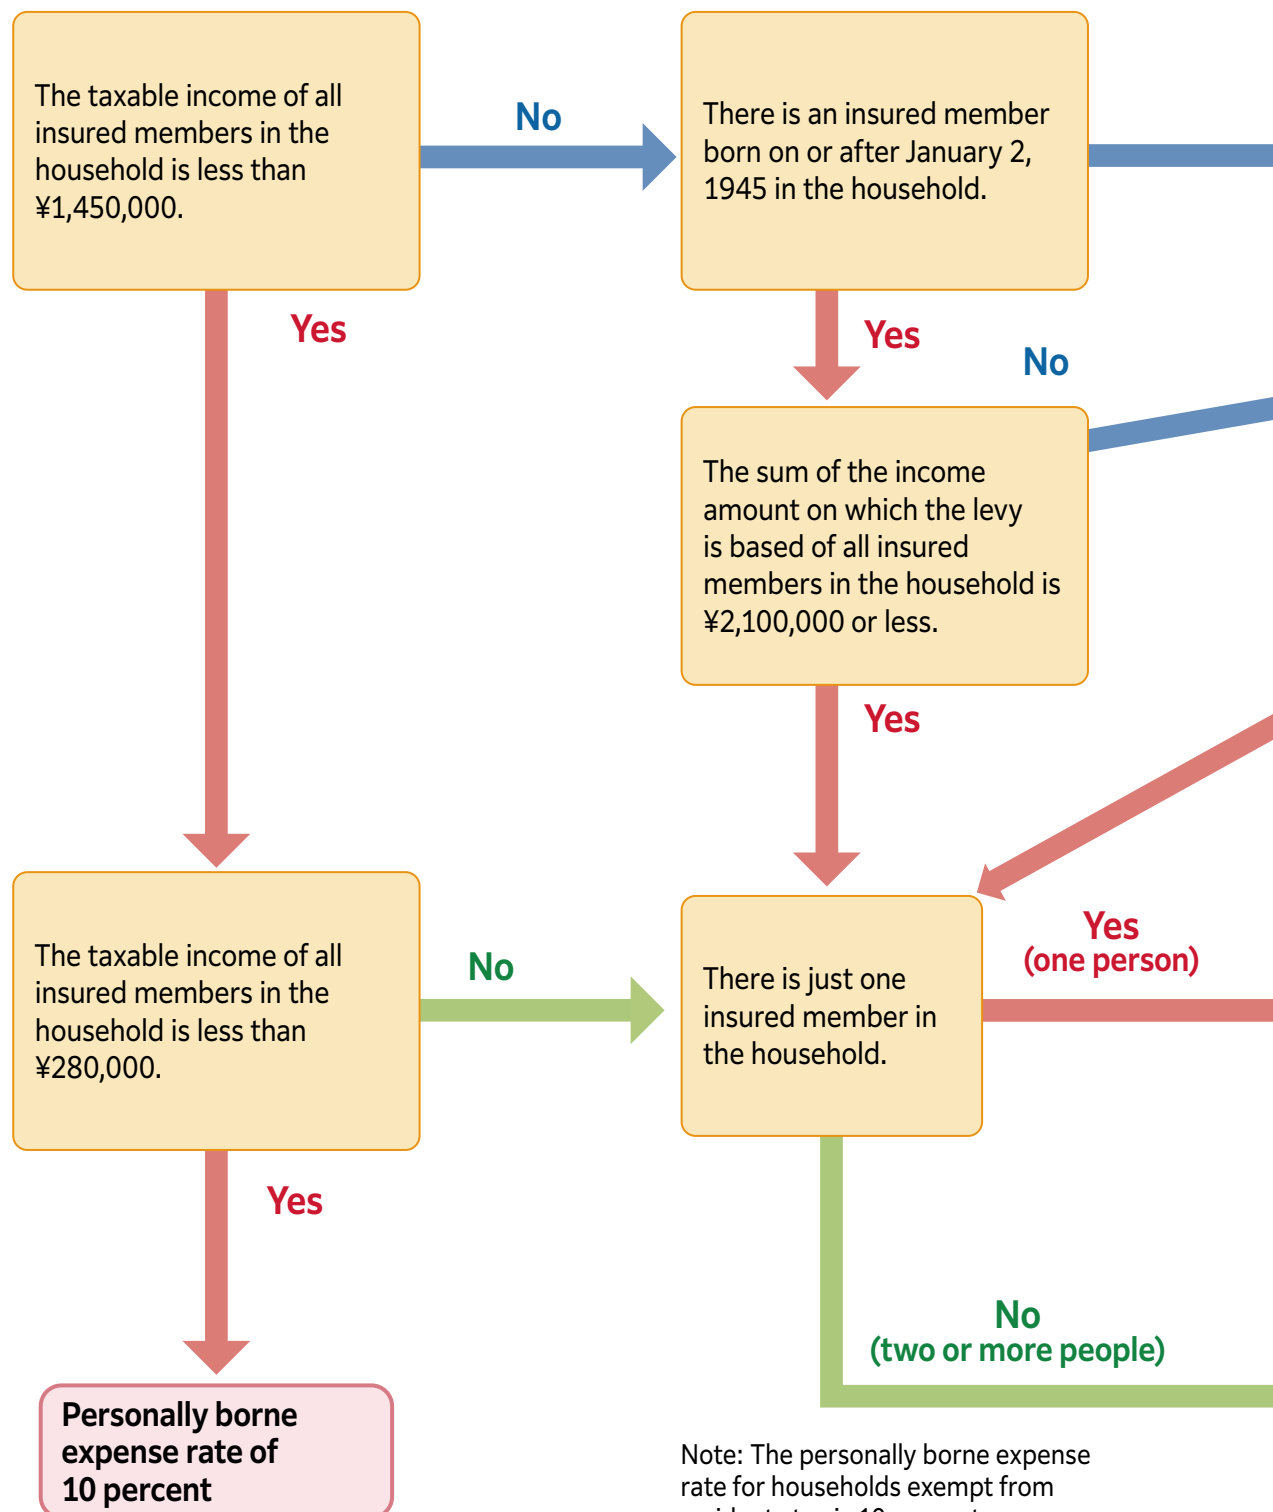 The taxable income of all
insured members in the
household is less than
¥1,450,000.
No
There is an insured member
born on or after January 2,
1945 in the household.
Yes
Yes
No
The sum of the income
amount on which the levy
is based of all insured
members in the household is
¥2,100,000 or less.
Yes
The taxable income of all
insured members in the
household is less than
¥280,000.
No
There is just one
insured member in
the household.
Yes
(one person)
Yes
No
(two or more people)
Personally borne
expense rate of
10 percent
Note: The personally borne expense
rate for households exempt from